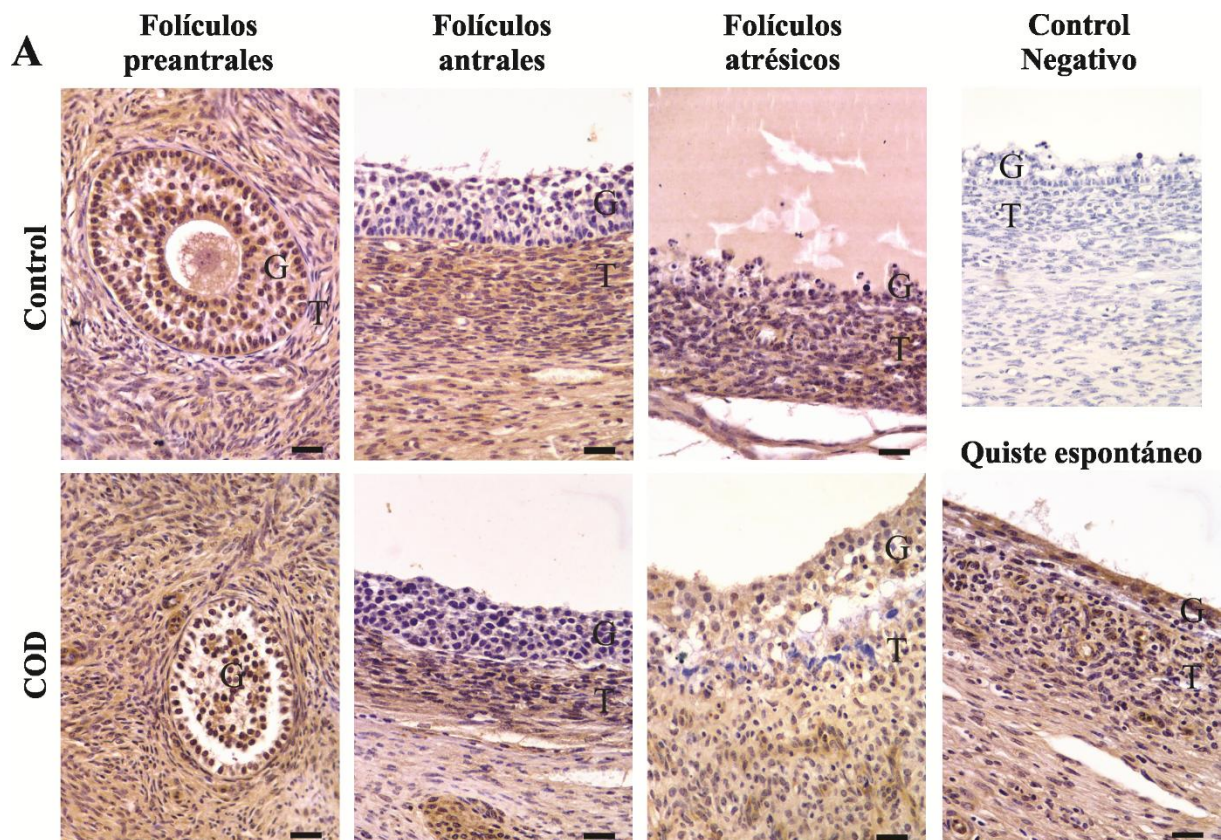 A
Folículos
preantrales
Folículos
antrales
Folículos
atrésicos
Control
Negativo
Control
G
T
G
T
G
T
G
T
Quiste espontáneo
COD
G
G
T
G
T
G
T